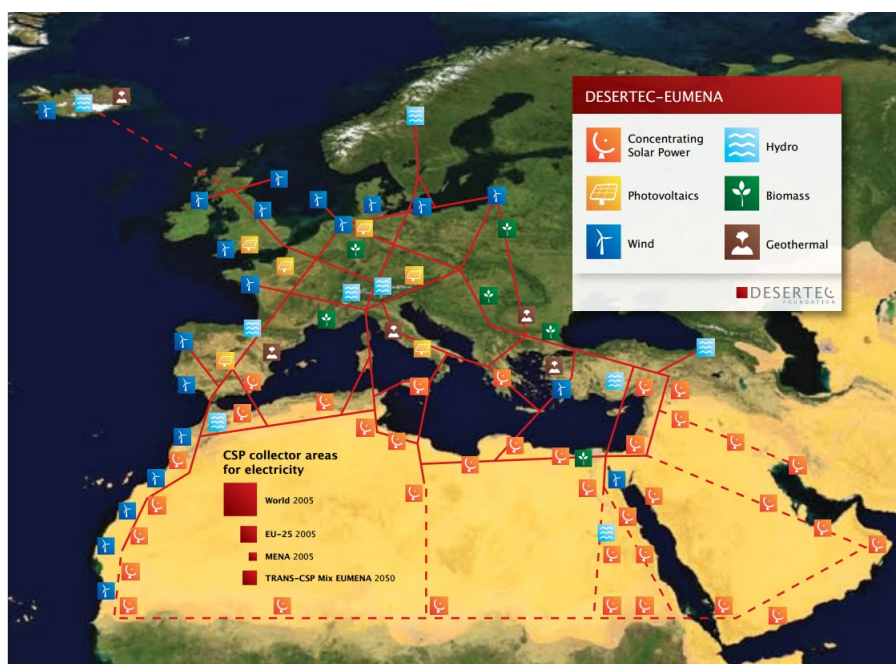 DESERTEC-EUMENA
Concentrating
Solar Power
Hydro
Photovoltaics
Biomass
Wind
Geothermal
DESERTEC
FOUNDATION
CSP collector areas
for electricity
World 2005
EU-25 2005
MENA 2005
TRANS-CSP Mix EUMENA 2050